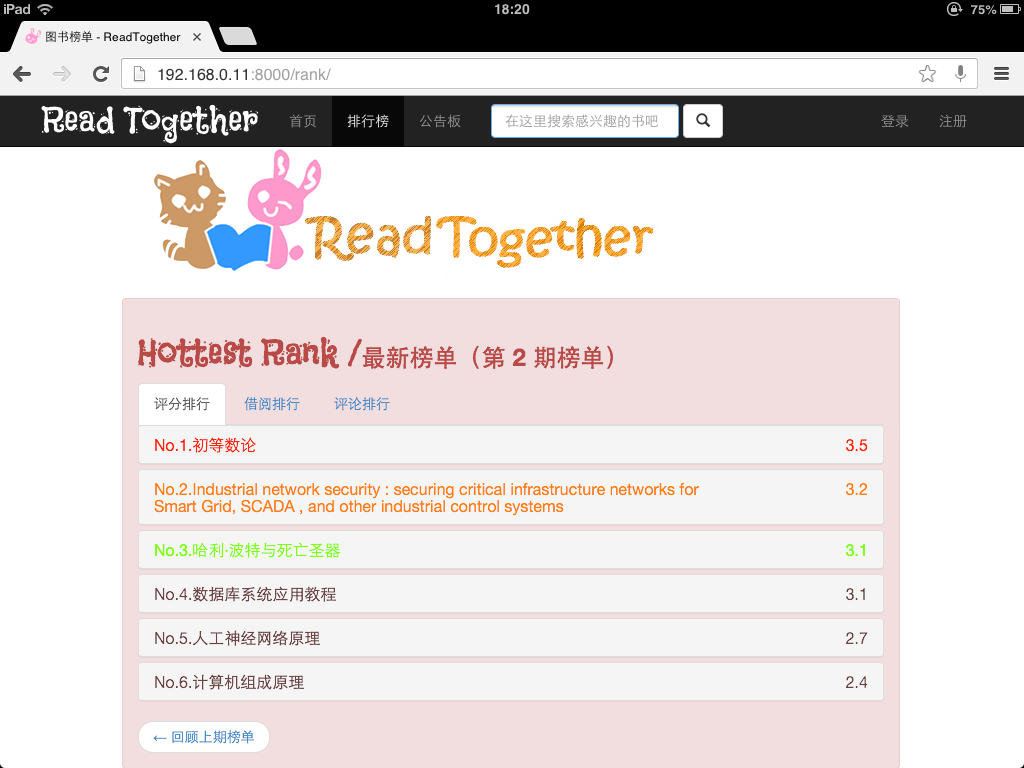 iPad 18:20 75%
图书榜单 - ReadTogether ×
192.168.0.11:8000/rank/
Read Together 首页 排行榜 公告板 在这里搜索感兴趣的书吧 登录 注册
ReadTogether
Hottest Rank /最新榜单（第 2 期榜单）
评分排行 借阅排行 评论排行
No.1.初等数论 3.5
No.2.Industrial network security : securing critical infrastructure networks for 3.2
Smart Grid, SCADA , and other industrial control systems
No.3.哈利·波特与死亡圣器 3.1
No.4.数据库系统应用教程 3.1
No.5.人工神经网络原理 2.7
No.6.计算机组成原理 2.4
← 回顾上期榜单